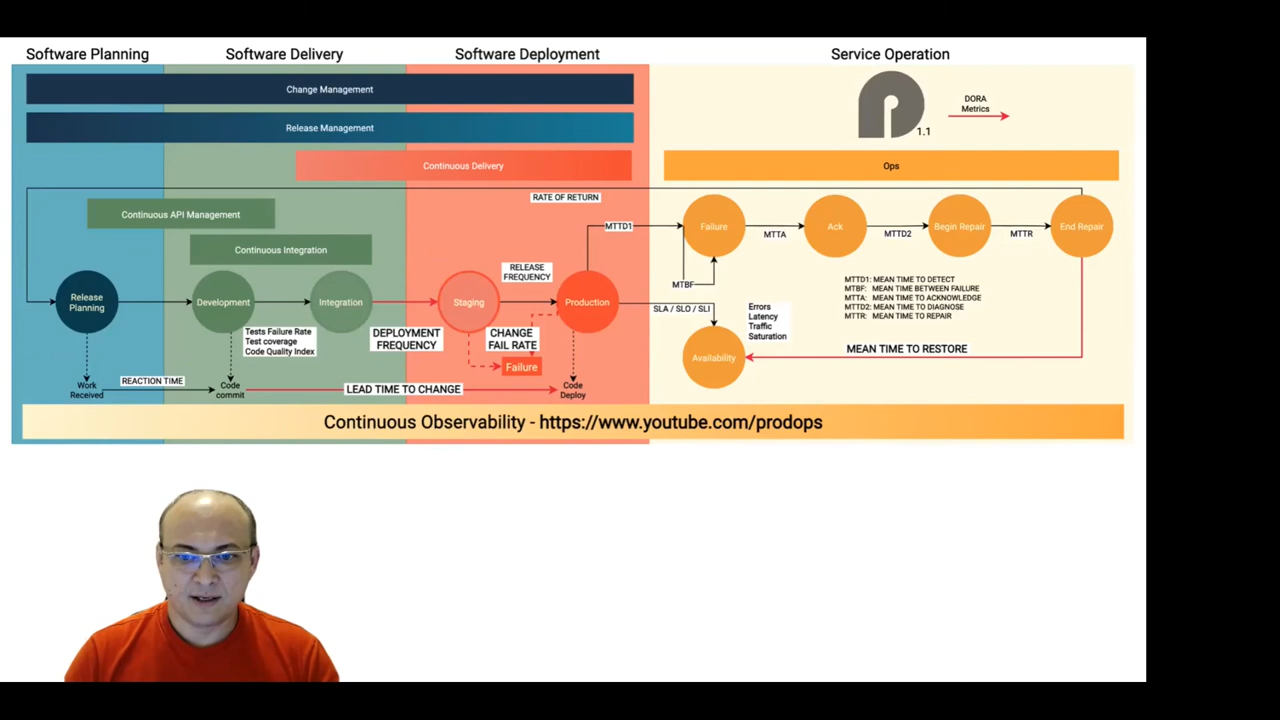 Software Planning
Software Delivery
Software Deployment
Service Operation
Change Management
Release Management
Continuous Delivery
DORA
Metrics
P
1.1
Ops
RATE OF RETURN
Continuous API Management
Continuous Integration
MTTD1
Failure
MTTA
Ack
MTTD2
Begin Repair
MTTR
End Repair
MTBF
Release
Planning
Development
Integration
Staging
RELEASE
FREQUENCY
Production
SLA / SLO / SLI
MTTD1: MEAN TIME TO DETECT
MTBF: MEAN TIME BETWEEN FAILURE
MTTA: MEAN TIME TO ACKNOWLEDGE
MTTD2: MEAN TIME TO DIAGNOSE
MTTR: MEAN TIME TO REPAIR
Errors
Latency
Traffic
Saturation
Tests Failure Rate
Test coverage
Code Quality Index
DEPLOYMENT
FREQUENCY
CHANGE
FAIL RATE
Failure
Availability
MEAN TIME TO RESTORE
Work
Received
REACTION TIME
Code
commit
LEAD TIME TO CHANGE
Code
Deploy
Continuous Observability - https://www.youtube.com/prodops